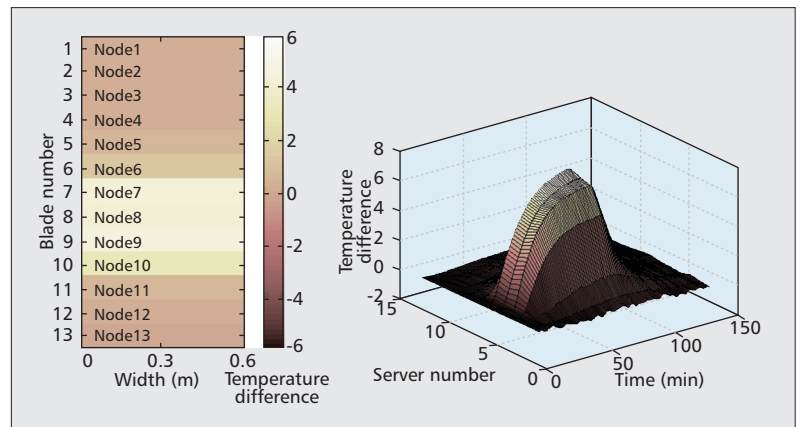 Blade number
1
2
3
4
5
6
7
8
9
10
11
12
13
Node1
Node2
Node3
Node4
Node5
Node6
Node7
Node8
Node9
Node10
Node11
Node12
Node13
0 0.3 0.6
Width (m)
6
4
2
0
-2
-4
-6
Temperature
difference
Temperature
difference
8
6
4
2
0
-2
15
10
5
0
Server number
0
50
100
150
Time (min)